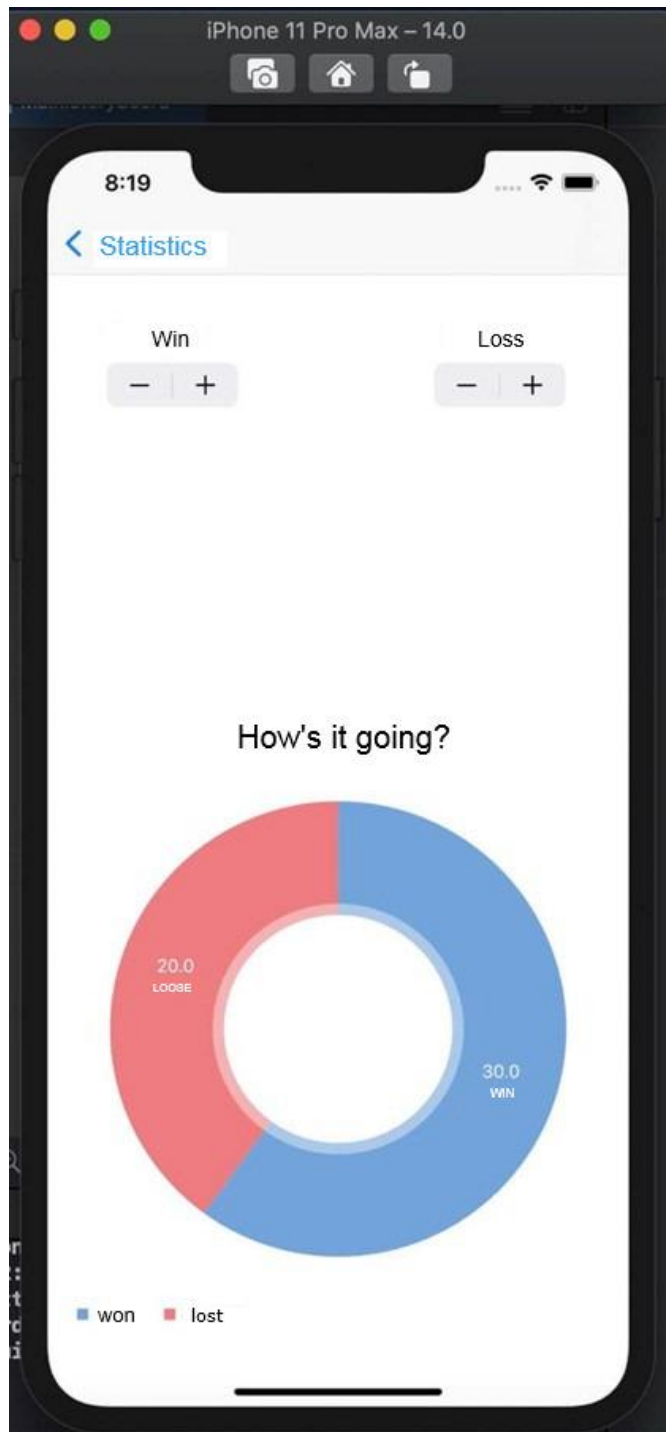 iPhone 11 Pro Max – 14.0
8:19
Statistics
Win
Loss
− +
− +
How's it going?
20.0
LOOSE
30.0
WIN
won
lost